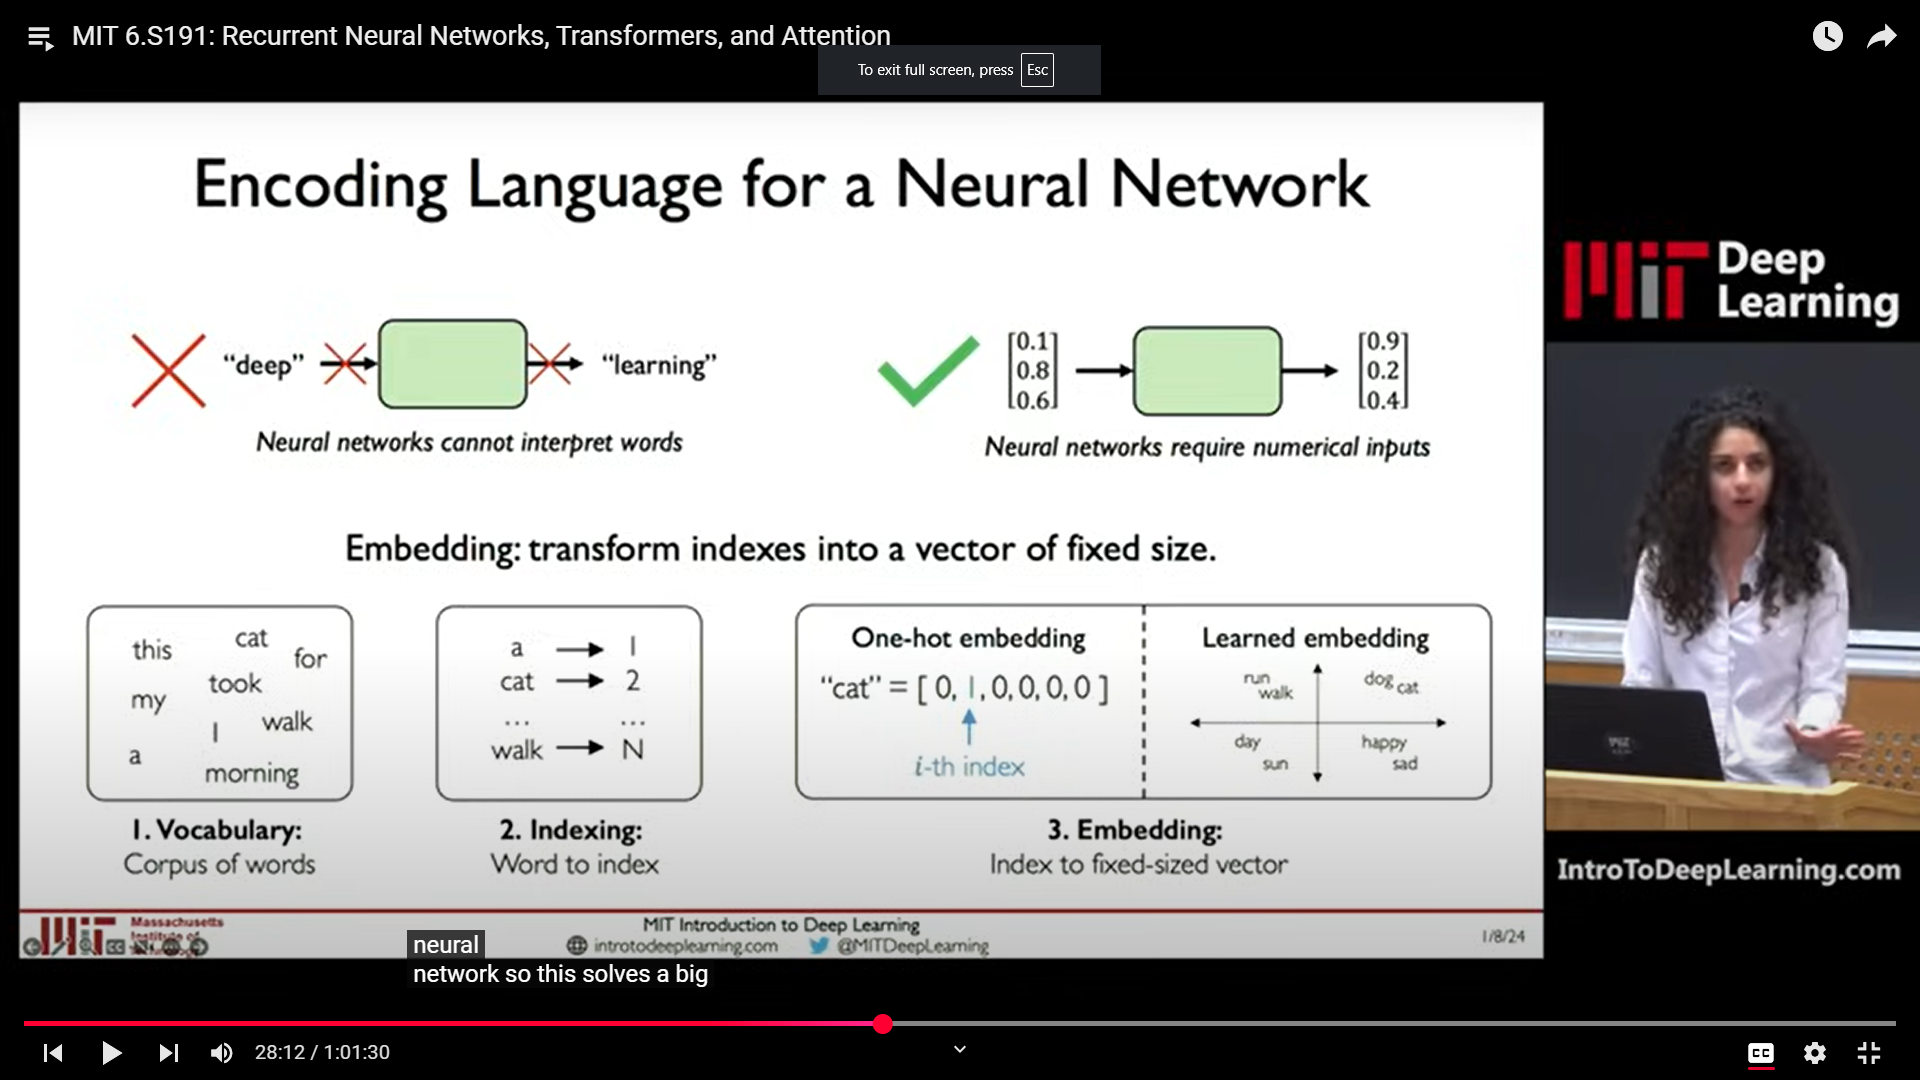 MIT 6.S191: Recurrent Neural Networks, Transformers, and Attention
To exit full screen, press Esc
Encoding Language for a Neural Network
“deep”
“learning”
Neural networks cannot interpret words
[0.1]
[0.8]
[0.6]
[0.9]
[0.2]
[0.4]
Neural networks require numerical inputs
Embedding: transform indexes into a vector of fixed size.
this
cat
for
took
my
I
walk
a
morning
1. Vocabulary:
Corpus of words
a → 1
cat → 2
... ...
walk → N
2. Indexing:
Word to index
One-hot embedding
“cat” = [ 0, 1, 0, 0, 0, 0 ]
i-th index
Learned embedding
run
walk
dog
cat
day
sun
happy
sad
3. Embedding:
Index to fixed-sized vector
Massachusetts
Institute of
Technology
MIT Introduction to Deep Learning
introtodeeplearning.com @MITDeepLearning
1/8/24
MIT Deep
Learning
IntroToDeepLearning.com
neural
network so this solves a big
28:12 / 1:01:30
CC